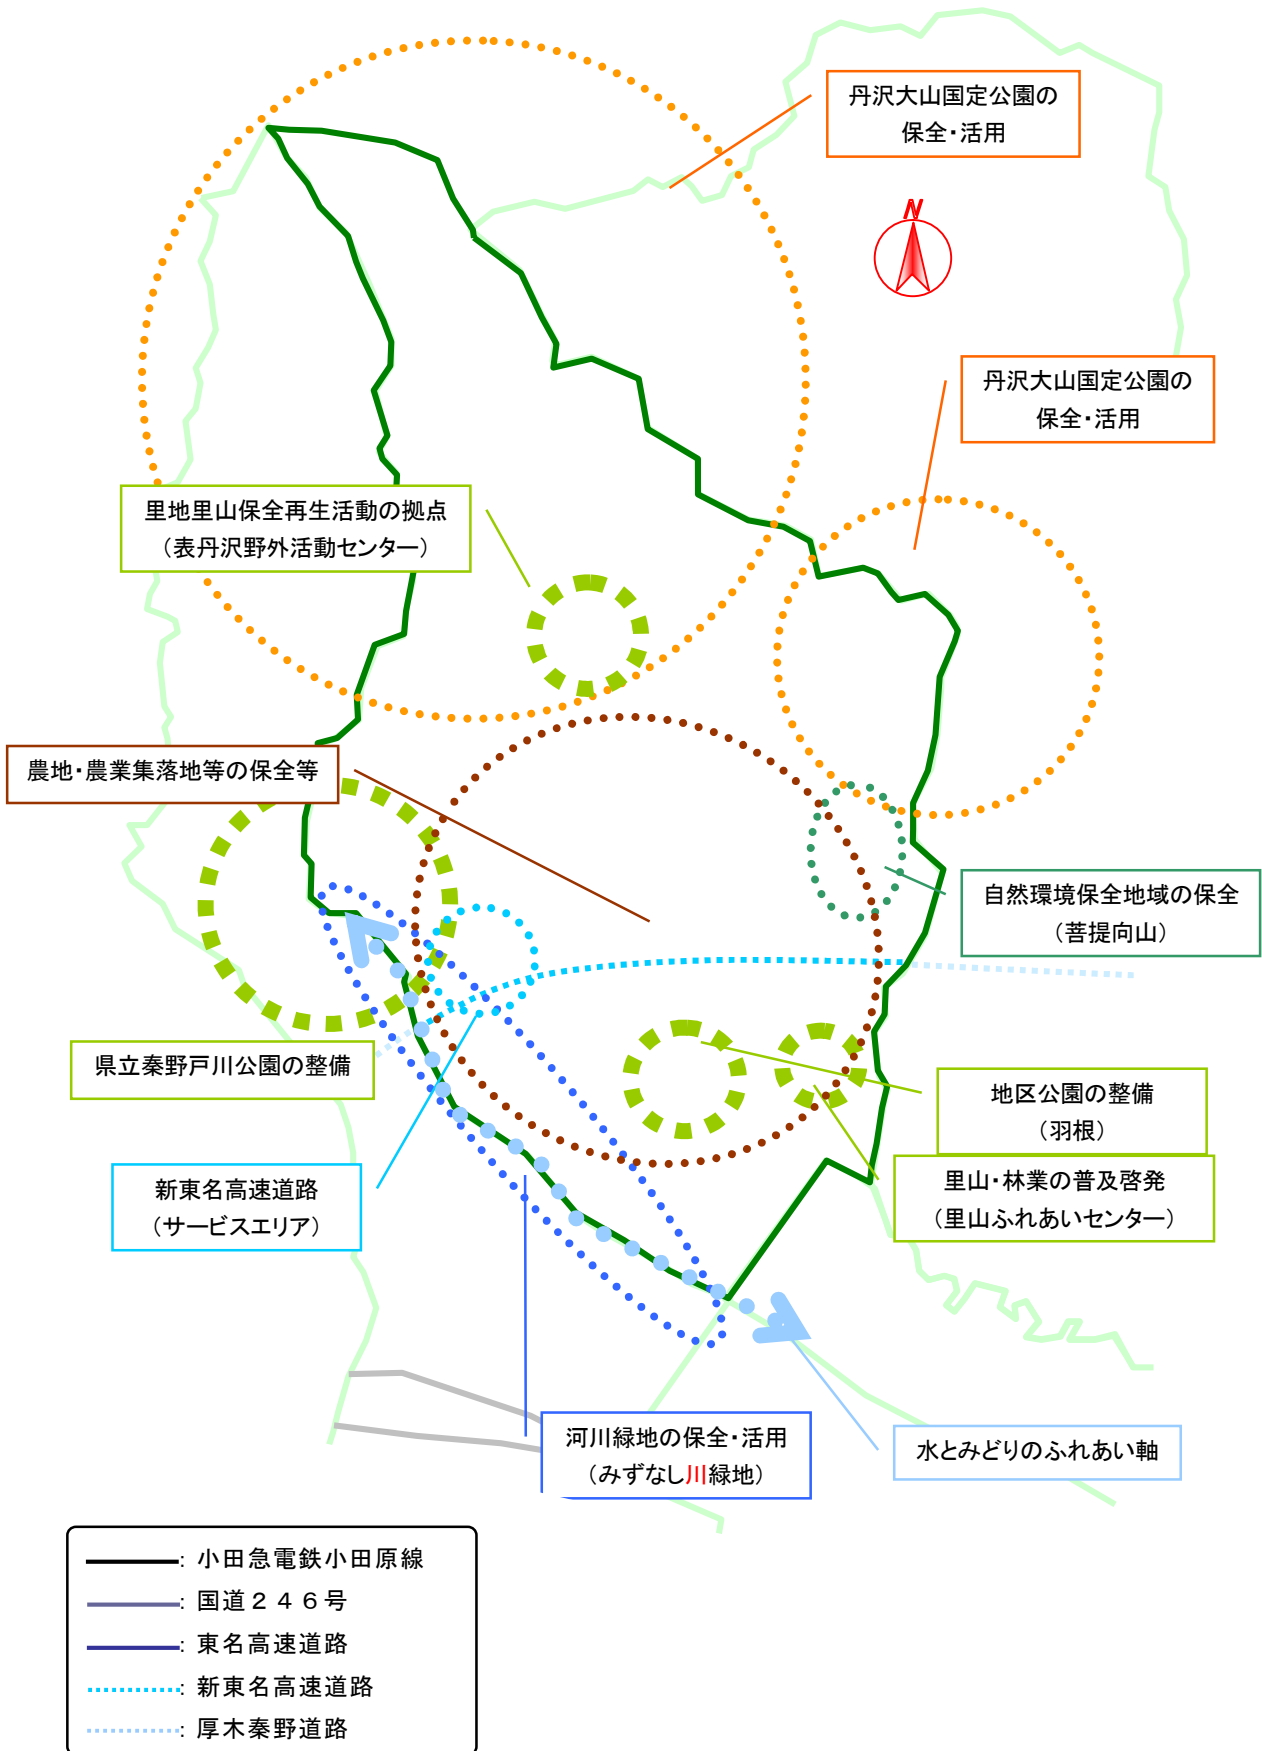 丹沢大山国定公園の
保全・活用
N
丹沢大山国定公園の
保全・活用
里地里山保全再生活動の拠点
（表丹沢野外活動センター）
農地・農業集落地等の保全等
自然環境保全地域の保全
（菩提向山）
県立秦野戸川公園の整備
地区公園の整備
（羽根）
新東名高速道路
（サービスエリア）
里山・林業の普及啓発
（里山ふれあいセンター）
河川緑地の保全・活用
（みずなし川緑地）
水とみどりのふれあい軸
：小田急電鉄小田原線
：国道２４６号
：東名高速道路
：新東名高速道路
：厚木秦野道路